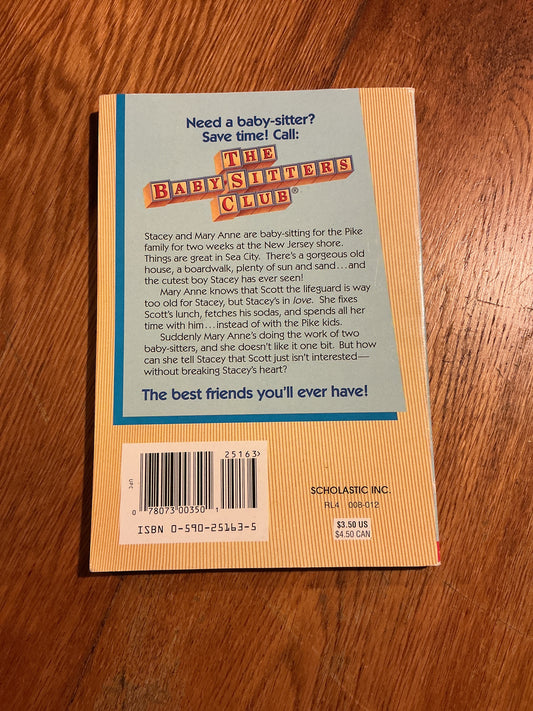 Need a baby-sitter?
Save time! Call:
THE
BABY-SITTERS
CLUB®
Stacey and Mary Anne are baby-sitting for the Pike
family for two weeks at the New Jersey shore.
Things are great in Sea City. There's a gorgeous old
house, a boardwalk, plenty of sun and sand...and
the cutest boy Stacey has ever seen!
Mary Anne knows that Scott the lifeguard is way
too old for Stacey, but Stacey's in love. She fixes
Scott's lunch, fetches his sodas, and spends all her
time with him...instead of with the Pike kids.
Suddenly Mary Anne's doing the work of two
baby-sitters, and she doesn't like it one bit. But how
can she tell Stacey that Scott just isn't interested—
without breaking Stacey's heart?
The best friends you'll ever have!
25163>
UPC
0 78073 00350 1
ISBN 0-590-25163-5
SCHOLASTIC INC.
RL4 008-012
$3.50 US
$4.50 CAN